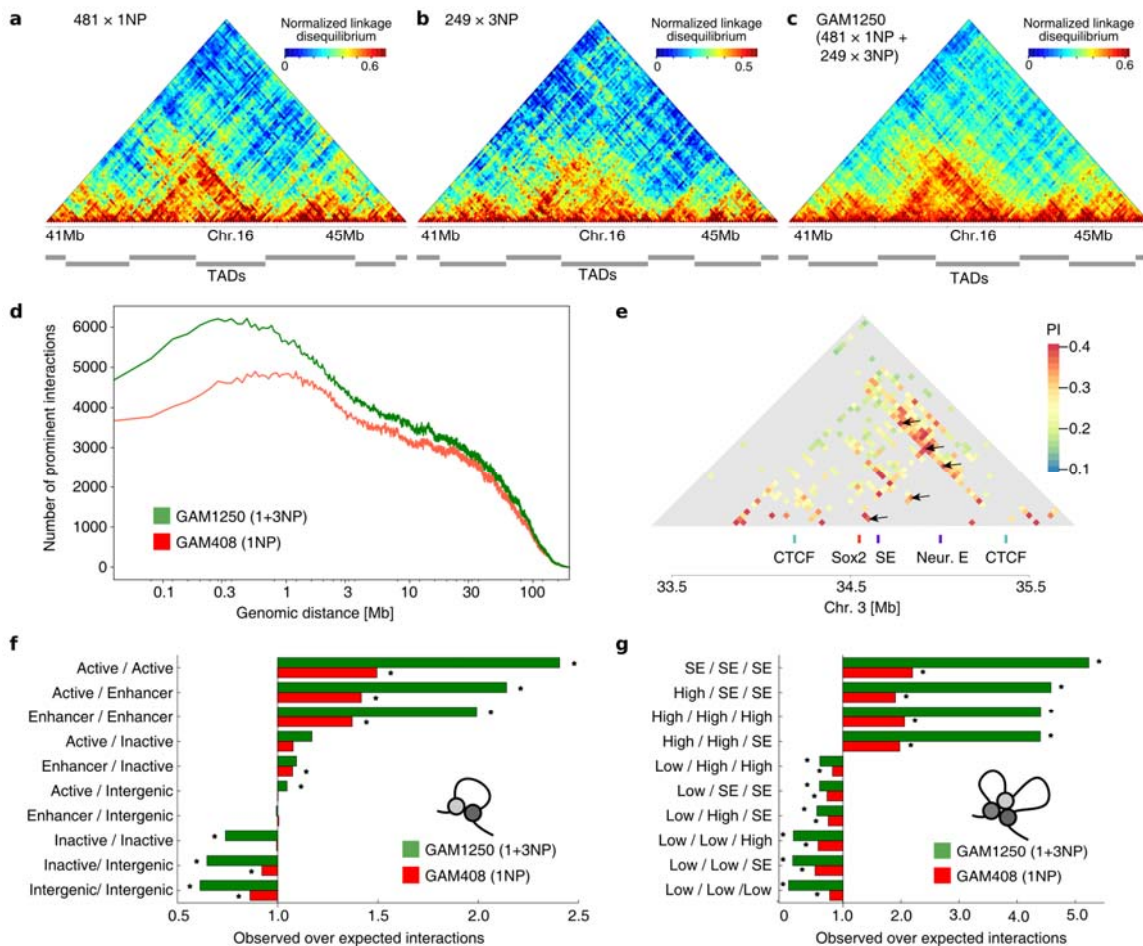 a
481 × 1NP
Normalized linkage
disequilibrium
0
0.6
41Mb
Chr.16
45Mb
TADs
b
249 × 3NP
Normalized linkage
disequilibrium
0
0.5
41Mb
Chr.16
45Mb
TADs
c
GAM1250
(481 × 1NP +
249 × 3NP)
Normalized linkage
disequilibrium
0
0.6
41Mb
Chr.16
45Mb
TADs
d
Number of prominent interactions
6000
5000
4000
3000
2000
1000
0
GAM1250 (1+3NP)
GAM408 (1NP)
0.1
0.3
1
3
10
30
100
Genomic distance [Mb]
e
PI
0.4
0.3
0.2
0.1
CTCF
Sox2
SE
Neur. E
CTCF
33.5
34.5
35.5
Chr. 3 [Mb]
f
Active / Active
*
*
Active / Enhancer
*
*
Enhancer / Enhancer
*
*
Active / Inactive
Enhancer / Inactive
*
Active / Intergenic
*
Enhancer / Intergenic
Inactive / Inactive
*
Inactive/ Intergenic
*
*
Intergenic/ Intergenic
*
*
GAM1250 (1+3NP)
GAM408 (1NP)
0.5
1.0
1.5
2.0
2.5
Observed over expected interactions
g
SE / SE / SE
*
*
High / SE / SE
*
*
High / High / High
*
*
High / High / SE
*
*
Low / High / High
*
*
Low / SE / SE
*
*
Low / High / SE
*
*
Low / Low / High
*
*
Low / Low / SE
*
*
Low / Low /Low
*
*
GAM1250 (1+3NP)
GAM408 (1NP)
0
1.0
2.0
3.0
4.0
5.0
Observed over expected interactions